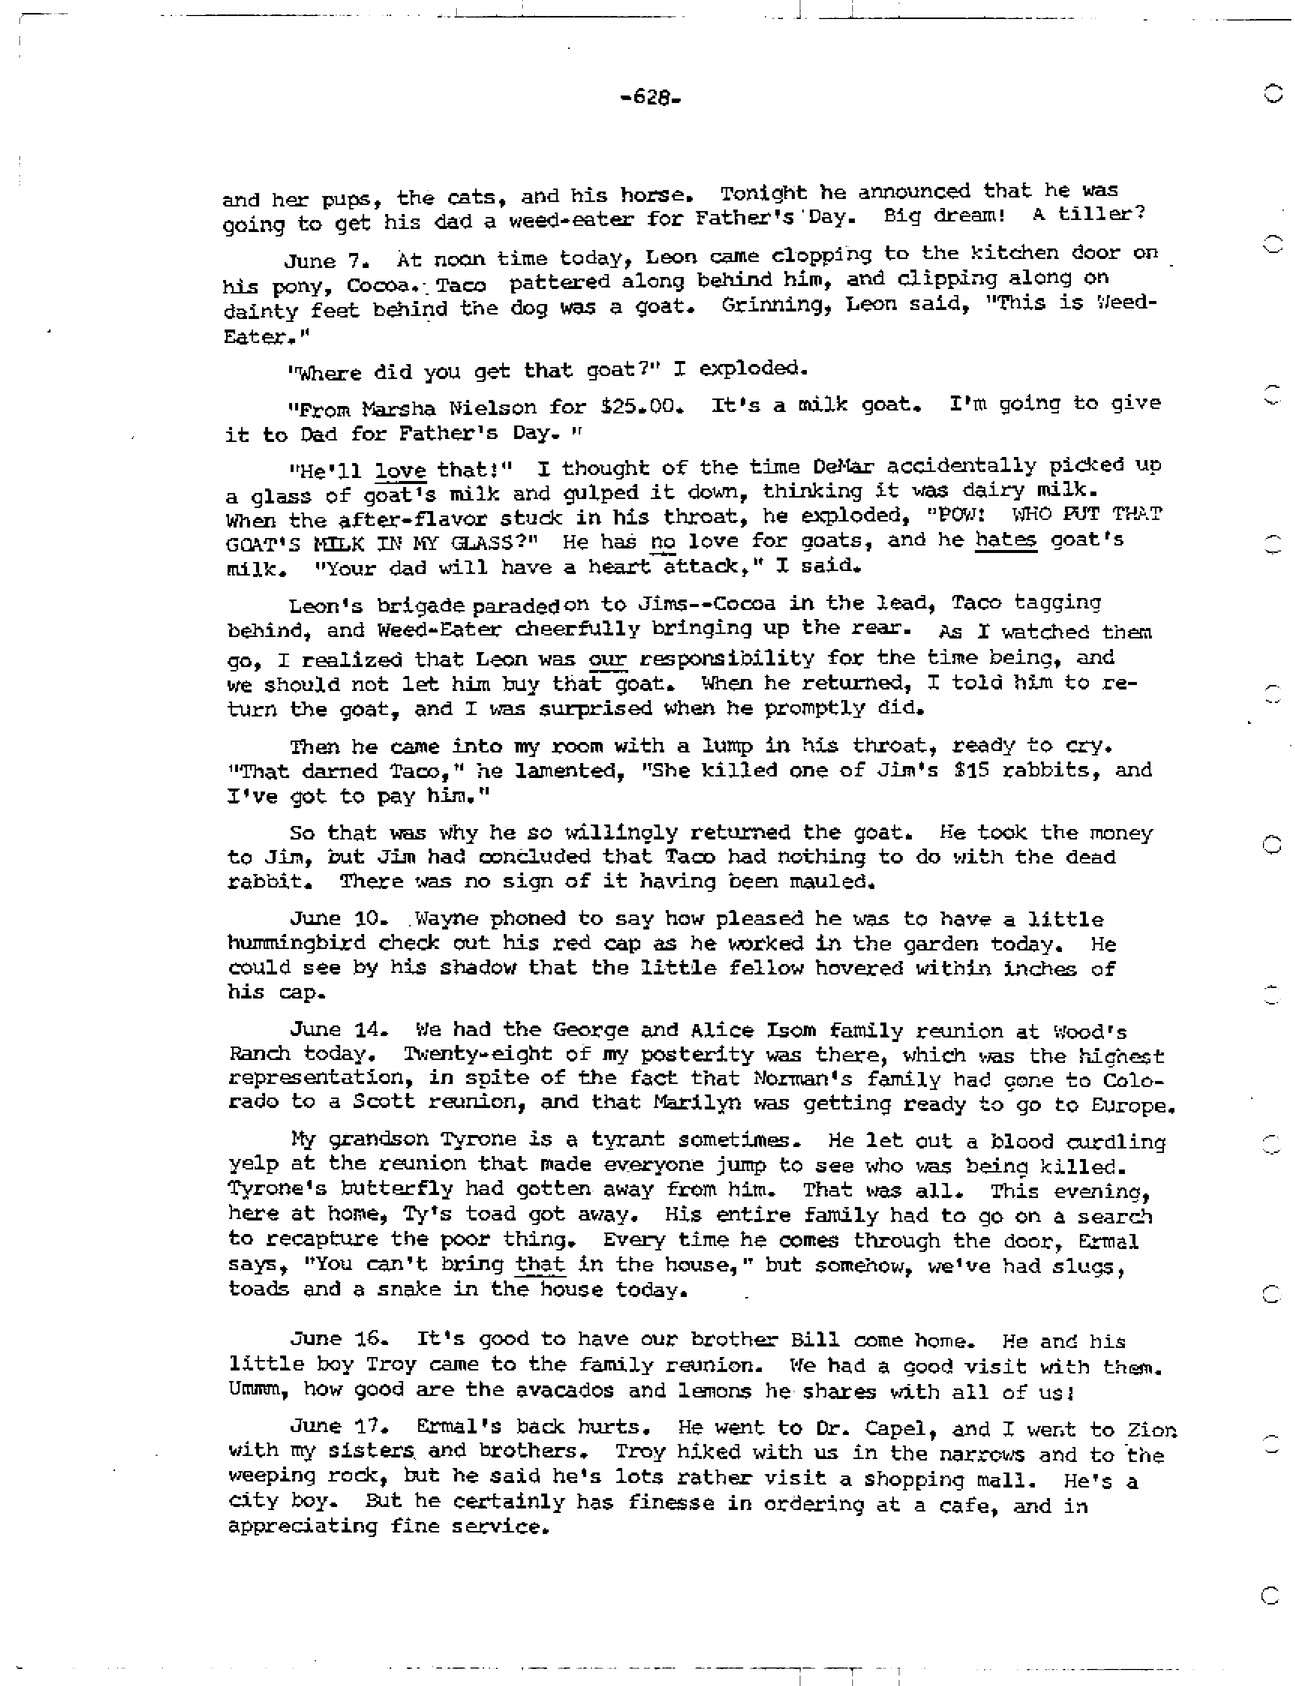 -628-
and her pups, the cats, and his horse. Tonight he announced that he was
going to get his dad a weed-eater for Father's Day. Big dream! A tiller?
June 7. At noon time today, Leon came clopping to the kitchen door on
his pony, Cocoa. Taco pattered along behind him, and clipping along on
dainty feet behind the dog was a goat. Grinning, Leon said, "This is Weed-
Eater."
"Where did you get that goat?" I exploded.
"From Marsha Nielson for $25.00. It's a milk goat. I'm going to give
it to Dad for Father's Day. "
"He'll love that!" I thought of the time DeMar accidentally picked up
a glass of goat's milk and gulped it down, thinking it was dairy milk.
When the after-flavor stuck in his throat, he exploded, "POW! WHO PUT THAT
GOAT'S MILK IN MY GLASS?" He has no love for goats, and he hates goat's
milk. "Your dad will have a heart attack," I said.
Leon's brigade paraded on to Jims--Cocoa in the lead, Taco tagging
behind, and Weed-Eater cheerfully bringing up the rear. As I watched them
go, I realized that Leon was our responsibility for the time being, and
we should not let him buy that goat. When he returned, I told him to re-
turn the goat, and I was surprised when he promptly did.
Then he came into my room with a lump in his throat, ready to cry.
"That darned Taco," he lamented, "She killed one of Jim's $15 rabbits, and
I've got to pay him."
So that was why he so willingly returned the goat. He took the money
to Jim, but Jim had concluded that Taco had nothing to do with the dead
rabbit. There was no sign of it having been mauled.
June 10. Wayne phoned to say how pleased he was to have a little
hummingbird check out his red cap as he worked in the garden today. He
could see by his shadow that the little fellow hovered within inches of
his cap.
June 14. We had the George and Alice Isom family reunion at Wood's
Ranch today. Twenty-eight of my posterity was there, which was the highest
representation, in spite of the fact that Norman's family had gone to Colo-
rado to a Scott reunion, and that Marilyn was getting ready to go to Europe.
My grandson Tyrone is a tyrant sometimes. He let out a blood curdling
yelp at the reunion that made everyone jump to see who was being killed.
Tyrone's butterfly had gotten away from him. That was all. This evening,
here at home, Ty's toad got away. His entire family had to go on a search
to recapture the poor thing. Every time he comes through the door, Ermal
says, "You can't bring that in the house," but somehow, we've had slugs,
toads and a snake in the house today.
June 16. It's good to have our brother Bill come home. He and his
little boy Troy came to the family reunion. We had a good visit with them.
Ummm, how good are the avacados and lemons he shares with all of us!
June 17. Ermal's back hurts. He went to Dr. Capel, and I went to Zion
with my sisters and brothers. Troy hiked with us in the narrows and to the
weeping rock, but he said he's lots rather visit a shopping mall. He's a
city boy. But he certainly has finesse in ordering at a cafe, and in
appreciating fine service.